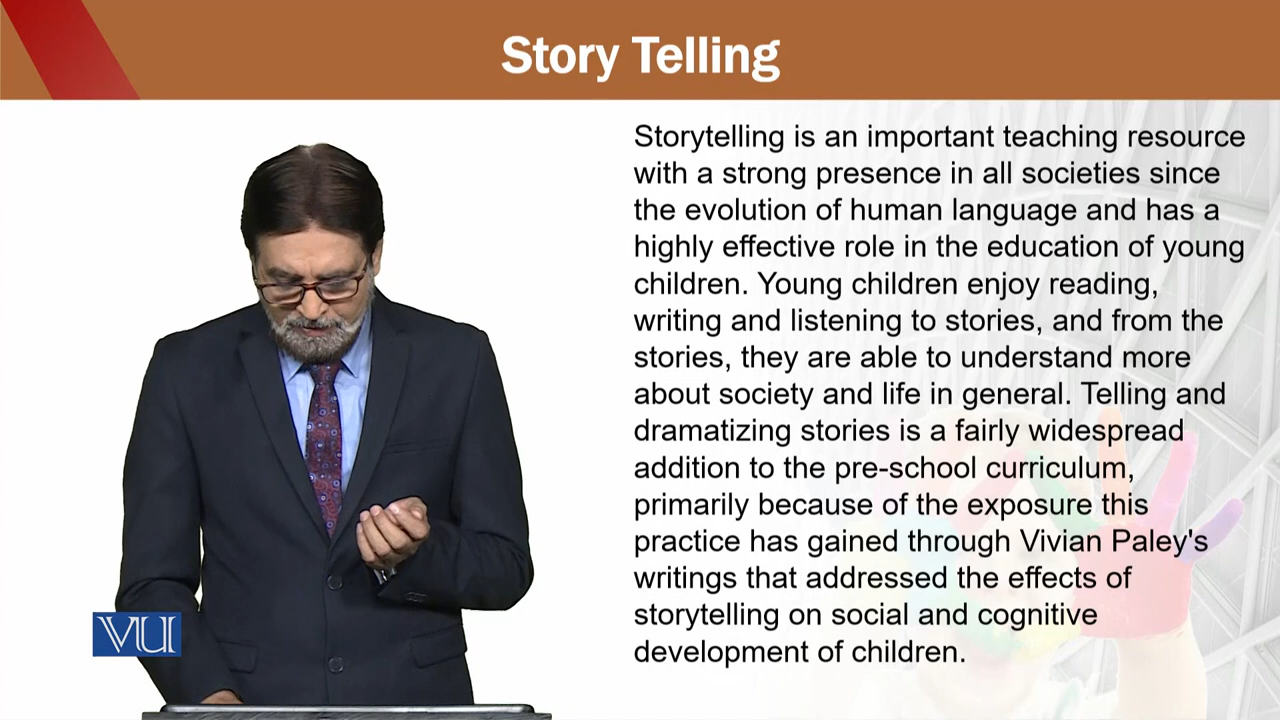 Story Telling
Storytelling is an important teaching resource
with a strong presence in all societies since
the evolution of human language and has a
highly effective role in the education of young
children. Young children enjoy reading,
writing and listening to stories, and from the
stories, they are able to understand more
about society and life in general. Telling and
dramatizing stories is a fairly widespread
addition to the pre-school curriculum,
primarily because of the exposure this
practice has gained through Vivian Paley's
writings that addressed the effects of
storytelling on social and cognitive
development of children.
VU